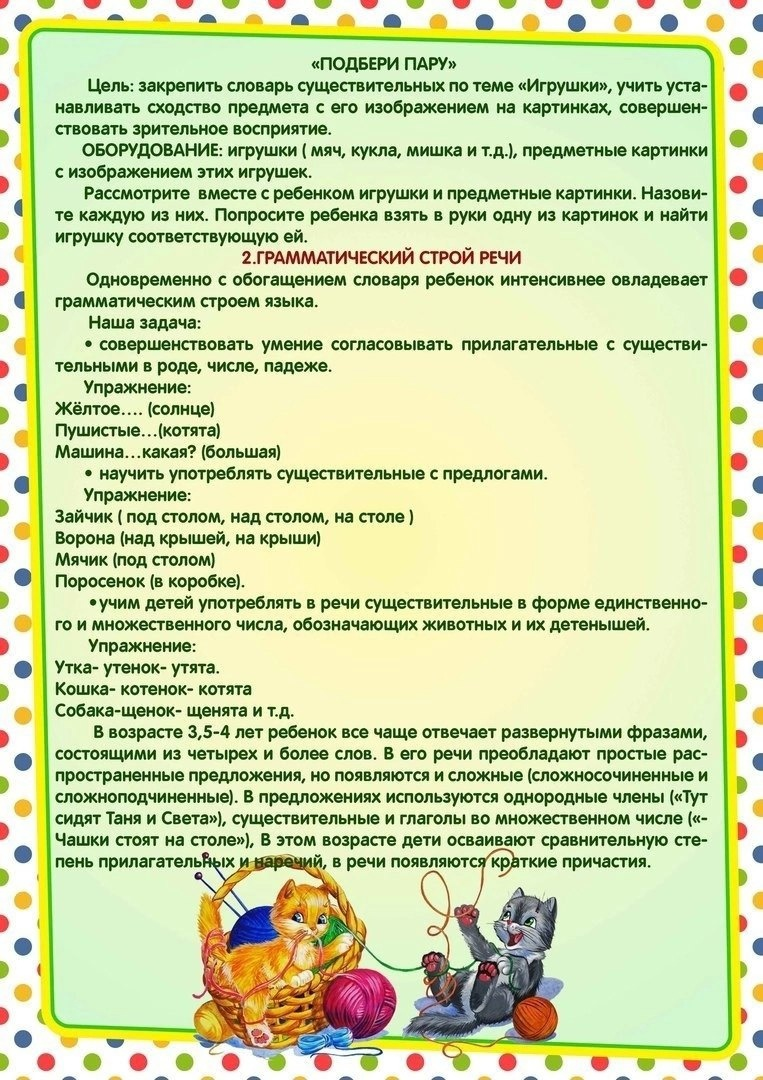 «ПОДБЕРИ ПАРУ»
Цель: закрепить словарь существительных по теме «Игрушки», учить уста-
навливать сходство предмета с его изображением на картинках, совершен-
ствовать зрительное восприятие.
ОБОРУДОВАНИЕ: игрушки ( мяч, кукла, мишка и т.д.), предметные картинки
с изображением этих игрушек.
Рассмотрите вместе с ребенком игрушки и предметные картинки. Назови-
те каждую из них. Попросите ребенка взять в руки одну из картинок и найти
игрушку соответствующую ей.
2.ГРАММАТИЧЕСКИЙ СТРОЙ РЕЧИ
Одновременно с обогащением словаря ребенок интенсивнее овладевает
грамматическим строем языка.
Наша задача:
• совершенствовать умение согласовывать прилагательные с существи-
тельными в роде, числе, падеже.
Упражнение:
Жёлтое…. (солнце)
Пушистые…(котята)
Машина…какая? (большая)
• научить употреблять существительные с предлогами.
Упражнение:
Зайчик ( под столом, над столом, на столе )
Ворона (над крышей, на крыши)
Мячик (под столом)
Поросенок (в коробке).
•учим детей употреблять в речи существительные в форме единственно-
го и множественного числа, обозначающих животных и их детенышей.
Упражнение:
Утка- утенок- утята.
Кошка- котенок- котята
Собака-щенок- щенята и т.д.
В возрасте 3,5-4 лет ребенок все чаще отвечает развернутыми фразами,
состоящими из четырех и более слов. В его речи преобладают простые рас-
пространенные предложения, но появляются и сложные (сложносочиненные и
сложноподчиненные). В предложениях используются однородные члены («Тут
сидят Таня и Света»), существительные и глаголы во множественном числе («-
Чашки стоят на столе»), В этом возрасте дети осваивают сравнительную сте-
пень прилагательных и наречий, в речи появляются краткие причастия.